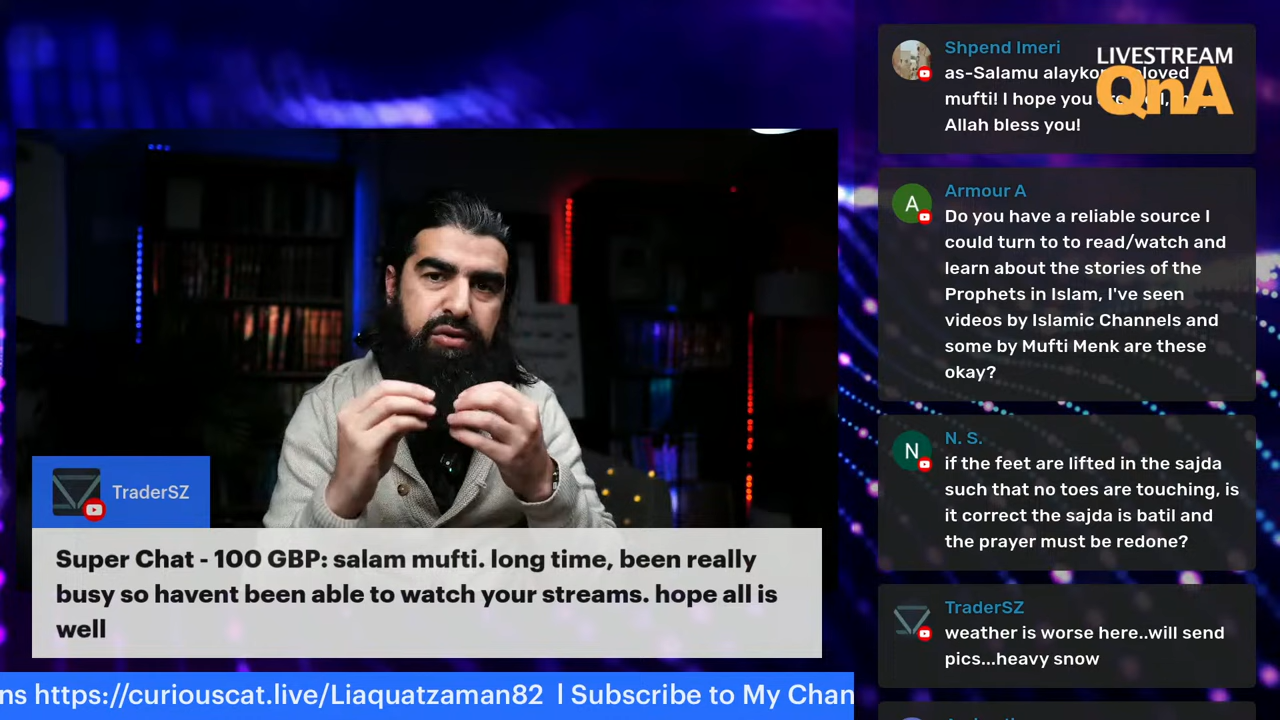 LIVESTREAM
QnA
Shpend Imeri
as-Salamu
mufti! I hope you
Allah bless you!
A
Armour A
Do you have a reliable source I
could turn to to read/watch and
learn about the stories of the
Prophets in Islam, I've seen
videos by Islamic Channels and
some by Mufti Menk are these
okay?
N
N. S.
if the feet are lifted in the sajda
such that no toes are touching, is
it correct the sajda is batil and
the prayer must be redone?
TraderSZ
weather is worse here..will send
pics...heavy snow
TraderSZ
Super Chat - 100 GBP: salam mufti. long time, been really
busy so havent been able to watch your streams. hope all is
well
ns https://curiouscat.live/Liaquatzaman82 | Subscribe to My Chan